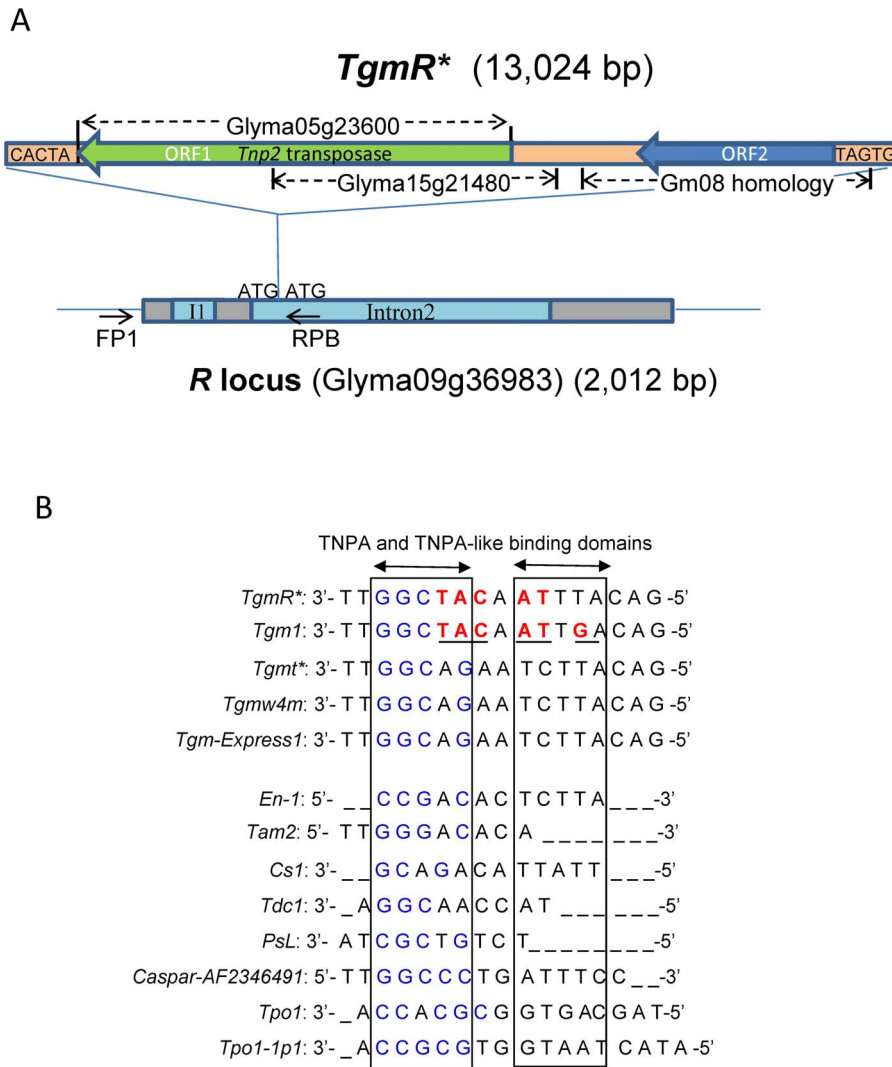 A
TgmR* (13,024 bp)
Glyma05g23600
CACTA ORF1 Tnp2 transposase ORF2 TAGTG
Glyma15g21480 Gm08 homology
ATG ATG
I1 Intron2
FP1 RPB
R locus (Glyma09g36983) (2,012 bp)
B
TNPA and TNPA-like binding domains
TgmR*: 3’- T T G G C T A C A A T T T A C A G -5’
Tgm1: 3’- T T G G C T A C A A T T G A C A G -5’
Tgmt*: 3’- T T G G C A G A A T C T T A C A G -5’
Tgmw4m: 3’- T T G G C A G A A T C T T A C A G -5’
Tgm-Express1: 3’- T T G G C A G A A T C T T A C A G -5’
En-1: 5’- _ _ C C G A C A C T C T T A _ _ _-3’
Tam2: 5’- T T G G G A C A C A _ _ _ _ _ _ _-3’
Cs1: 3’- _ _ G C A G A C A T T A T T _ _ _-5’
Tdc1: 3’- _ A G G C A A C C A T _ _ _ _ _ _-5’
PsL: 3’- A T C G C T G T C T _ _ _ _ _ _ _ _-5’
Caspar-AF2346491: 5’- T T G G C C C T G A T T T C C _ _-3’
Tpo1: 3’- _ A C C A C G C G G T G A C G A T-5’
Tpo1-1p1: 3’- _ A C C G C G T G G T A A T C A T A -5’